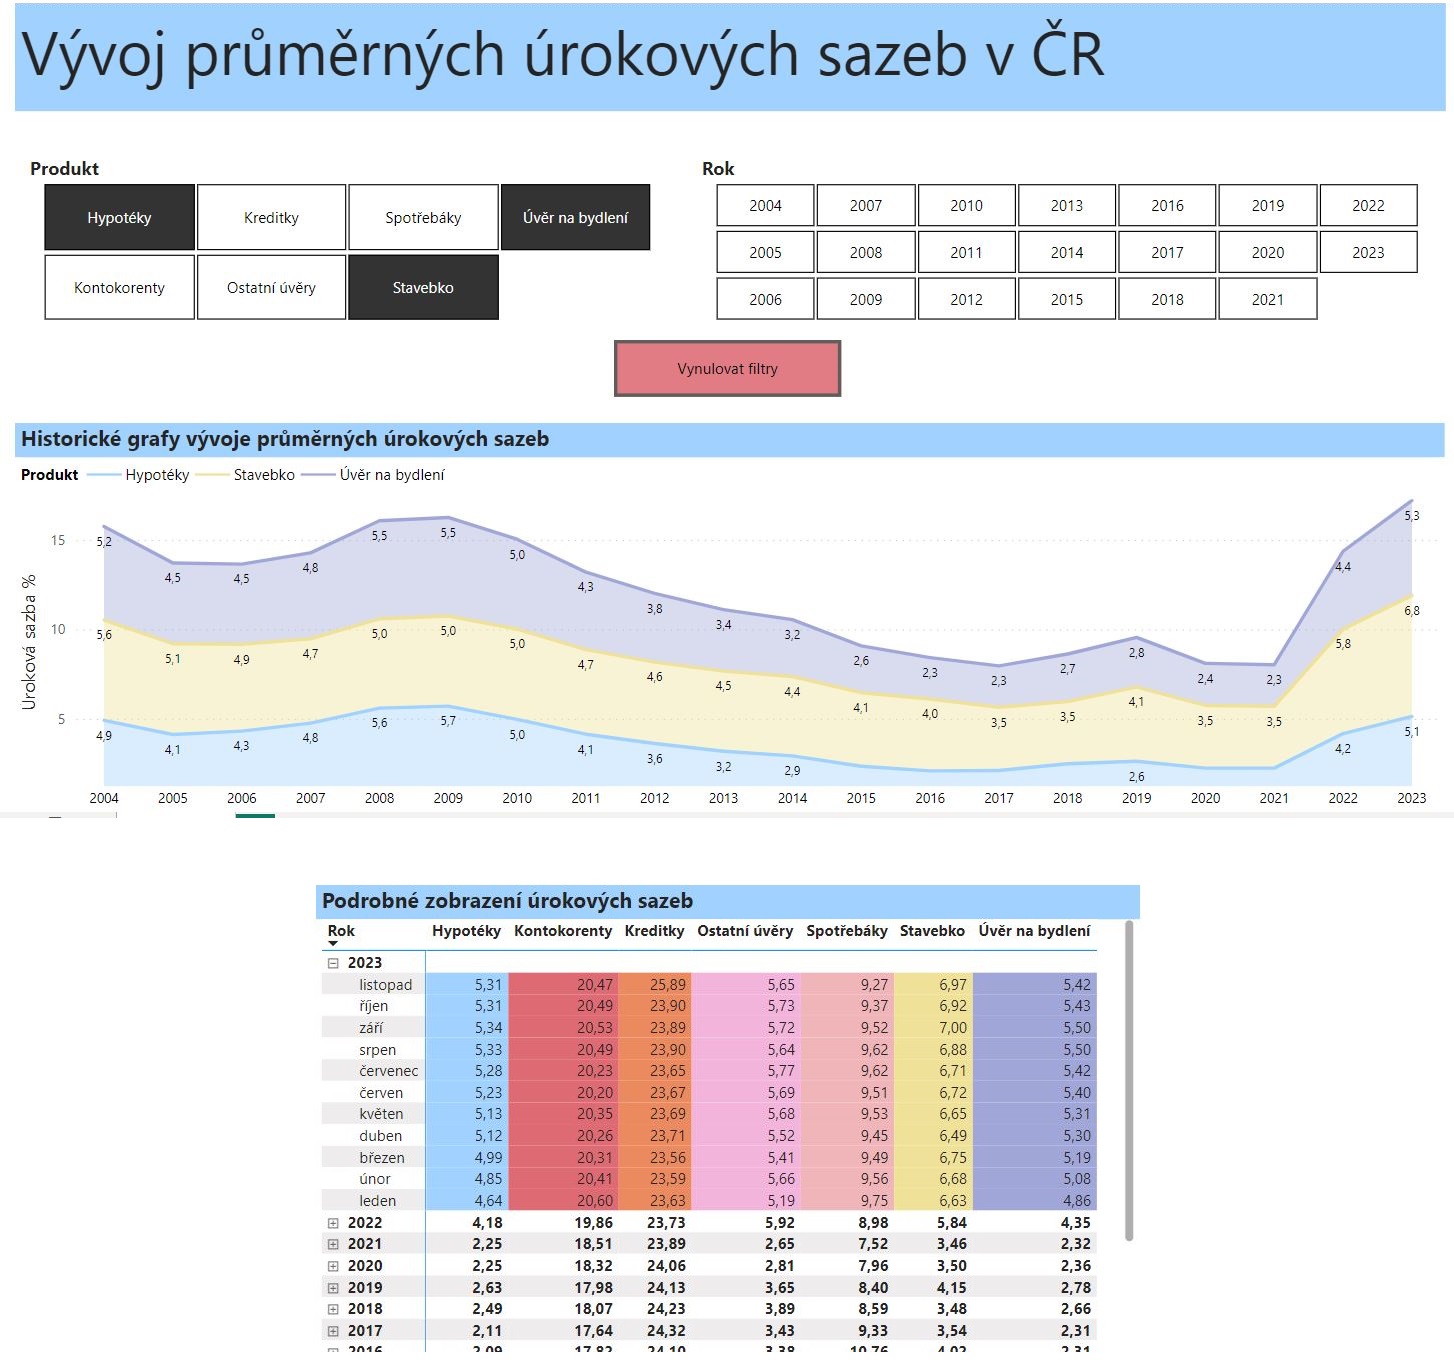 Vývoj průměrných úrokových sazeb v ČR
Produkt
Hypotéky Kreditky Spotřebáky Úvěr na bydlení
Kontokorenty Ostatní úvěry Stavebko
Rok
2004 2007 2010 2013 2016 2019 2022
2005 2008 2011 2014 2017 2020 2023
2006 2009 2012 2015 2018 2021
Vynulovat filtry
Historické grafy vývoje průměrných úrokových sazeb
Produkt Hypotéky Stavebko Úvěr na bydlení
Úroková sazba %
15
10
5
5,2 4,5 4,5 4,8 5,5 5,5 5,0 4,3 3,8 3,4 3,2 2,6 2,3 2,3 2,7 2,8 2,4 2,3 4,4 5,3
5,6 5,1 4,9 4,7 5,0 5,0 5,0 4,7 4,6 4,5 4,4 4,1 4,0 3,5 3,5 4,1 3,5 3,5 5,8 6,8
4,9 4,1 4,3 4,8 5,6 5,7 5,0 4,1 3,6 3,2 2,9 2,6 4,2 5,1
2004 2005 2006 2007 2008 2009 2010 2011 2012 2013 2014 2015 2016 2017 2018 2019 2020 2021 2022 2023
Podrobné zobrazení úrokových sazeb
Rok Hypotéky Kontokorenty Kreditky Ostatní úvěry Spotřebáky Stavebko Úvěr na bydlení
2023
listopad 5,31 20,47 25,89 5,65 9,27 6,97 5,42
říjen 5,31 20,49 23,90 5,73 9,37 6,92 5,43
září 5,34 20,53 23,89 5,72 9,52 7,00 5,50
srpen 5,33 20,49 23,90 5,64 9,62 6,88 5,50
červenec 5,28 20,23 23,65 5,77 9,62 6,71 5,42
červen 5,23 20,20 23,67 5,69 9,51 6,72 5,40
květen 5,13 20,35 23,69 5,68 9,53 6,65 5,31
duben 5,12 20,26 23,71 5,52 9,45 6,49 5,30
březen 4,99 20,31 23,56 5,41 9,49 6,75 5,19
únor 4,85 20,41 23,59 5,66 9,56 6,68 5,08
leden 4,64 20,60 23,63 5,19 9,75 6,63 4,86
2022 4,18 19,86 23,73 5,92 8,98 5,84 4,35
2021 2,25 18,51 23,89 2,65 7,52 3,46 2,32
2020 2,25 18,32 24,06 2,81 7,96 3,50 2,36
2019 2,63 17,98 24,13 3,65 8,40 4,15 2,78
2018 2,49 18,07 24,23 3,89 8,59 3,48 2,66
2017 2,11 17,64 24,32 3,43 9,33 3,54 2,31
2016 2,09 17,82 24,10 3,38 10,76 4,02 2,31